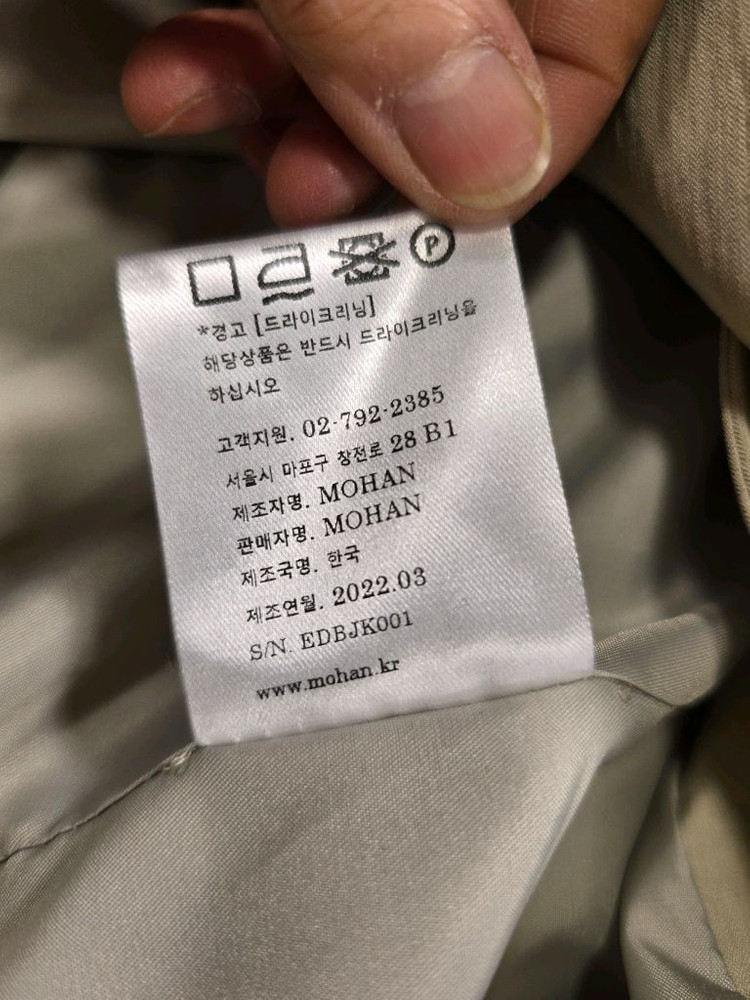 P
*경고 [드라이크리닝]
해당상품은 반드시 드라이크리닝을
하십시오
고객지원. 02-792-2385
서울시 마포구 창전로 28 B1
제조자명. MOHAN
판매자명. MOHAN
제조국명. 한국
제조연월. 2022.03
S/N. EDBJK001
www.mohan.kr